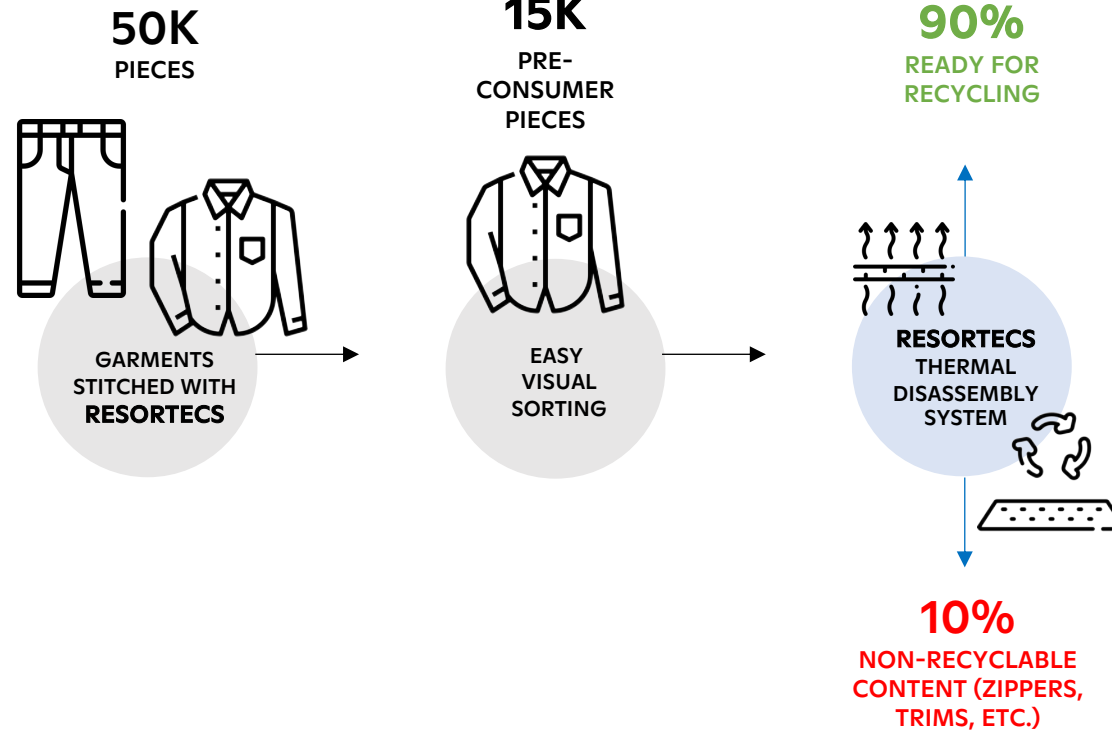 50K
PIECES
GARMENTS
STITCHED WITH
RESORTECS
15K
PRE-
CONSUMER
PIECES
EASY
VISUAL
SORTING
90%
READY FOR
RECYCLING
RESORTECS
THERMAL
DISASSEMBLY
SYSTEM
10%
NON-RECYCLABLE
CONTENT (ZIPPERS,
TRIMS, ETC.)